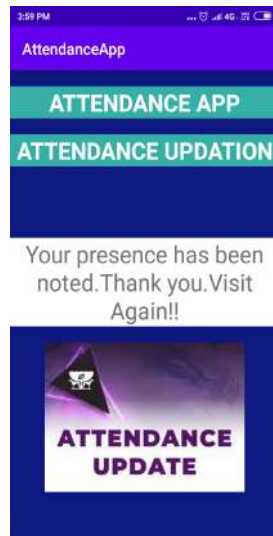 3:59 PM
AttendanceApp
ATTENDANCE APP
ATTENDANCE UPDATION
Your presence has been
noted.Thank you.Visit
Again!!
ATTENDANCE
UPDATE